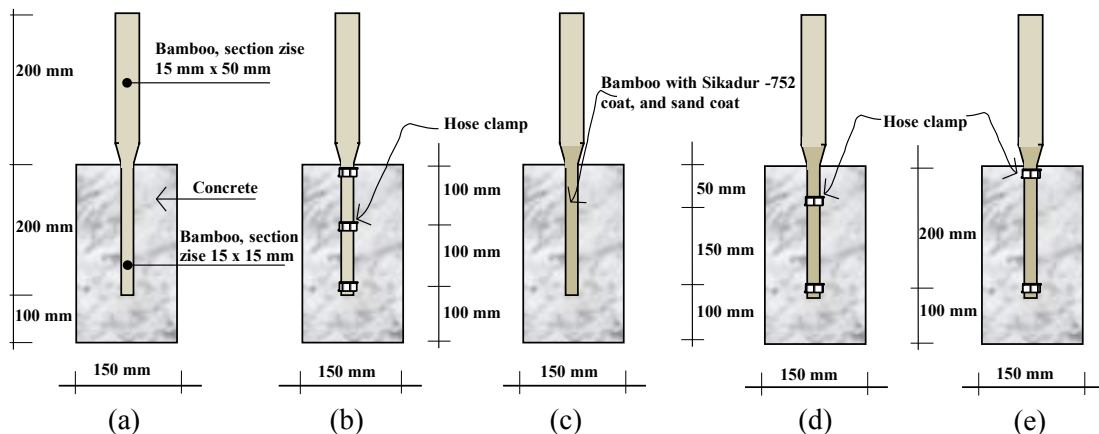 200 mm
200 mm
100 mm
Bamboo, section zise
15 mm x 50 mm
Concrete
Bamboo, section
zise 15 x 15 mm
150 mm
(a)
Hose clamp
100 mm
100 mm
100 mm
150 mm
(b)
Bamboo with Sikadur -752
coat, and sand coat
150 mm
(c)
50 mm
150 mm
100 mm
Hose clamp
150 mm
(d)
200 mm
100 mm
150 mm
(e)